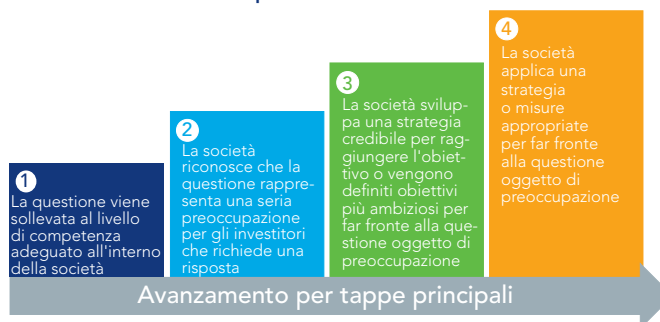 1
La questione viene
sollevata al livello
di competenza
adeguato all'interno
della società
2
La società
riconosce che la
questione rappre-
senta una seria
preoccupazione
per gli investitori
che richiede una
risposta
3
La società svilup-
pa una strategia
credibile per rag-
giungere l'obiet-
tivo o vengono
definiti obiettivi
più ambiziosi per
far fronte alla que-
stione oggetto di
preoccupazione
4
La società
applica una
strategia
o misure
appropriate
per far fronte
alla questione
oggetto di
preoccupazione
Avanzamento per tappe principali